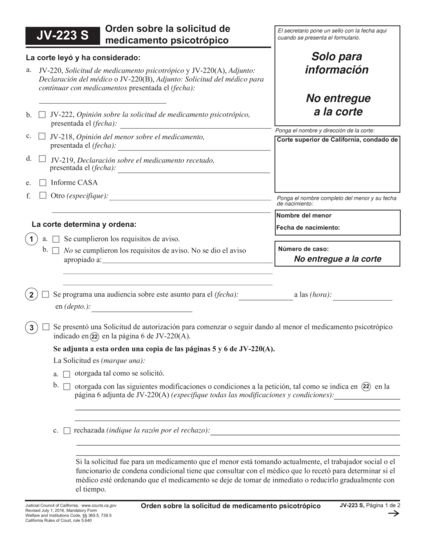 JV-223 S
Orden sobre la solicitud de
medicamento psicotrópico
El secretario pone un sello con la fecha aquí
cuando se presenta el formulario.
Solo para
información
No entregue
a la corte
La corte leyó y ha considerado:
a. JV-220, Solicitud de medicamento psicotrópico y JV-220(A), Adjunto:
Declaración del médico o JV-220(B), Adjunto: Solicitud del médico para
continuar con medicamentos presentada el (fecha):
b. JV-222, Opinión sobre la solicitud de medicamento psicotrópico,
presentada el (fecha):
c. JV-218, Opinión del menor sobre el medicamento,
presentada el (fecha):
d. JV-219, Declaración sobre el medicamento recetado,
presentada el (fecha):
e. Informe CASA
f. Otro (especifique):
Ponga el nombre y dirección de la corte:
Corte superior de California, condado de
Ponga el nombre completo del menor y su fecha
de nacimiento:
Nombre del menor
Fecha de nacimiento:
Número de caso:
No entregue a la corte
La corte determina y ordena:
1 a. Se cumplieron los requisitos de aviso.
b. No se cumplieron los requisitos de aviso. No se dio el aviso
apropiado a:
2 Se programa una audiencia sobre este asunto para el (fecha): a las (hora):
en (depto.):
3 Se presentó una Solicitud de autorización para comenzar o seguir dando al menor el medicamento psicotrópico
indicado en 22 en la página 6 de JV-220(A).
Se adjunta a esta orden una copia de las páginas 5 y 6 de JV-220(A).
La Solicitud es (marque una):
a. otorgada tal como se solicitó.
b. otorgada con las siguientes modificaciones o condiciones a la petición, tal como se indica en 22 en la
página 6 adjunta de JV-220(A) (especifique todas las modificaciones y condiciones):
c. rechazada (indique la razón por el rechazo):
Si la solicitud fue para un medicamento que el menor está tomando actualmente, el trabajador social o el
funcionario de condena condicional tiene que consultar con el médico que lo recetó para determinar si el
médico esté ordenando que el medicamento se deje de tomar de inmediato o reducirlo gradualmente con
el tiempo.
Judicial Council of California, www.courts.ca.gov
Revised July 1, 2016, Mandatory Form
Welfare and Institutions Code, §§ 369.5, 739.5
California Rules of Court, rule 5.640
Orden sobre la solicitud de medicamento psicotrópico
JV-223 S, Página 1 de 2